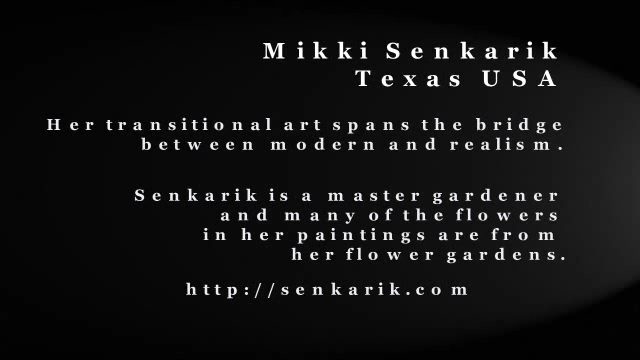 Mikki Senkarik
Texas USA
Her transitional art spans the bridge
between modern and realism.
Senkarik is a master gardener
and many of the flowers
in her paintings are from
her flower gardens.
http://senkarik.com